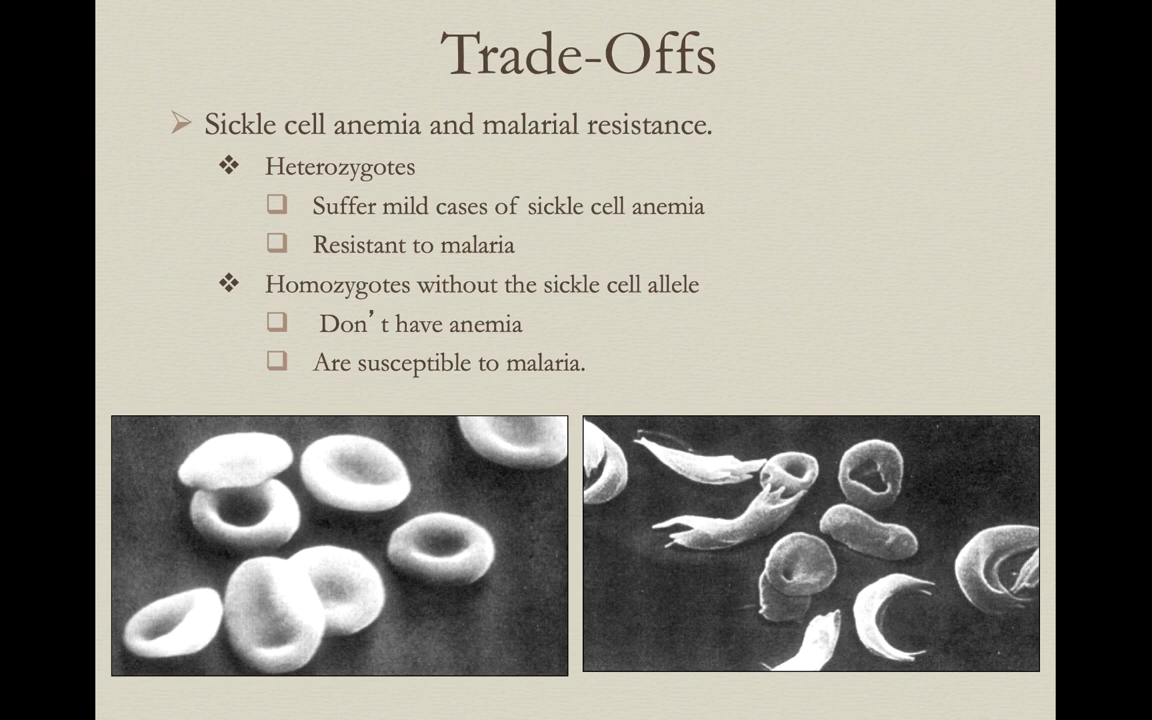 Trade-Offs
Sickle cell anemia and malarial resistance.
Heterozygotes
Suffer mild cases of sickle cell anemia
Resistant to malaria
Homozygotes without the sickle cell allele
Don’t have anemia
Are susceptible to malaria.